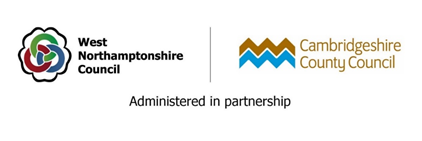 West
Northamptonshire
Council
Cambridgeshire
County Council
Administered in partnership